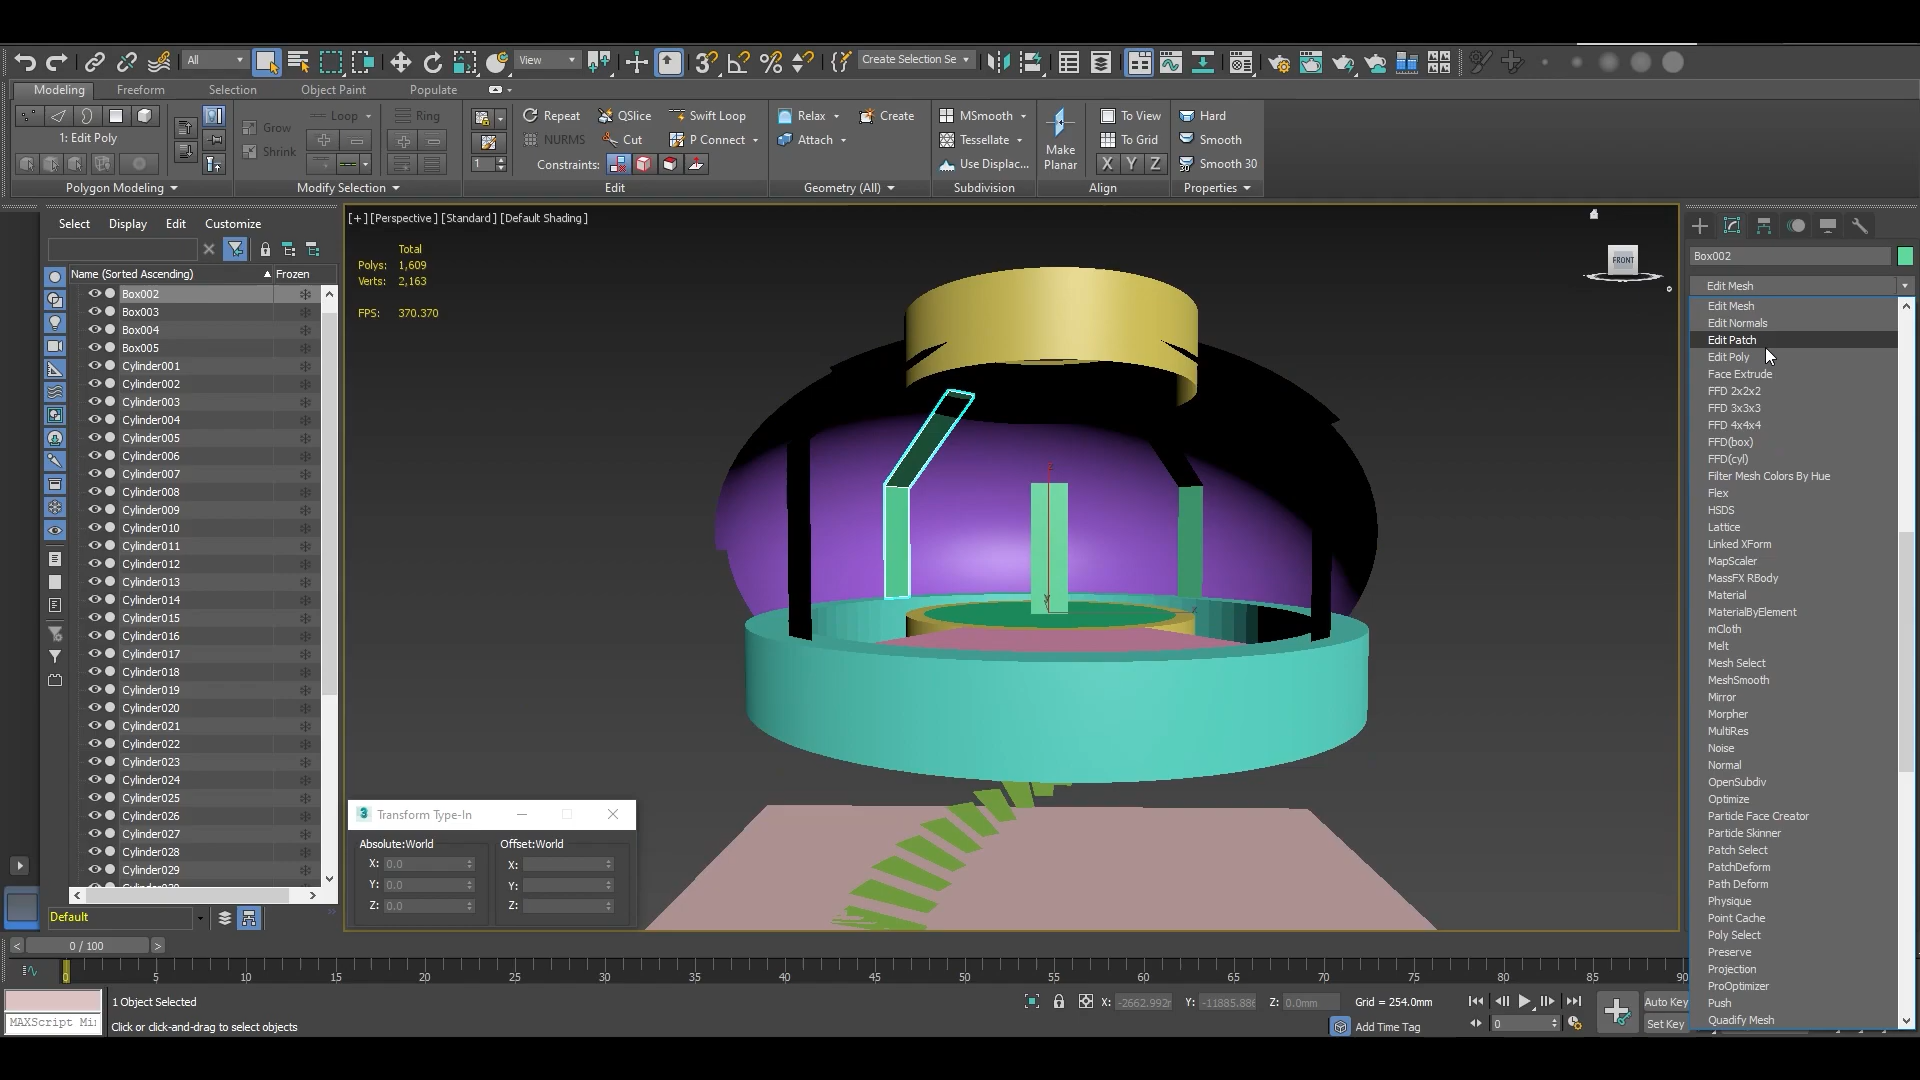 All
View
Create Selection Se
Modeling
Freeform
Selection
Object Paint
Populate
1: Edit Poly
Polygon Modeling
Grow
Shrink
Loop
Ring
Modify Selection
1
Repeat
QSlice
Swift Loop
NURMS
Cut
P Connect
Constraints:
Edit
Relax
Create
Attach
Geometry (All)
MSmooth
Tessellate
Use Displac...
Subdivision
Make
Planar
To View
To Grid
X Y Z
Align
Hard
Smooth
Smooth 30
Properties
Select
Display
Edit
Customize
Name (Sorted Ascending)
Frozen
Box002
Box003
Box004
Box005
Cylinder001
Cylinder002
Cylinder003
Cylinder004
Cylinder005
Cylinder006
Cylinder007
Cylinder008
Cylinder009
Cylinder010
Cylinder011
Cylinder012
Cylinder013
Cylinder014
Cylinder015
Cylinder016
Cylinder017
Cylinder018
Cylinder019
Cylinder020
Cylinder021
Cylinder022
Cylinder023
Cylinder024
Cylinder025
Cylinder026
Cylinder027
Cylinder028
Cylinder029
Default
[+] [Perspective ] [Standard ] [Default Shading ]
Total
Polys: 1,609
Verts: 2,163
FPS: 370.370
FRONT
3 Transform Type-In
Absolute:World
Offset:World
X: 0.0
X:
Y: 0.0
Y:
Z: 0.0
Z:
Box002
Edit Mesh
Edit Mesh
Edit Normals
Edit Patch
Edit Poly
Face Extrude
FFD 2x2x2
FFD 3x3x3
FFD 4x4x4
FFD(box)
FFD(cyl)
Filter Mesh Colors By Hue
Flex
HSDS
Lattice
Linked XForm
MapScaler
MassFX RBody
Material
MaterialByElement
mCloth
Melt
Mesh Select
MeshSmooth
Mirror
Morpher
MultiRes
Noise
Normal
OpenSubdiv
Optimize
Particle Face Creator
Particle Skinner
Patch Select
PatchDeform
Path Deform
Physique
Point Cache
Poly Select
Preserve
Projection
ProOptimizer
Push
Quadify Mesh
0 / 100
0 5 10 15 20 25 30 35 40 45 50 55 60 65 70 75 80 85 90
1 Object Selected
MAXScript Mi
Click or click-and-drag to select objects
X: -2662.992
Y: -11885.886
Z: 0.0mm
Grid = 254.0mm
Add Time Tag
0
Auto Key
Set Key